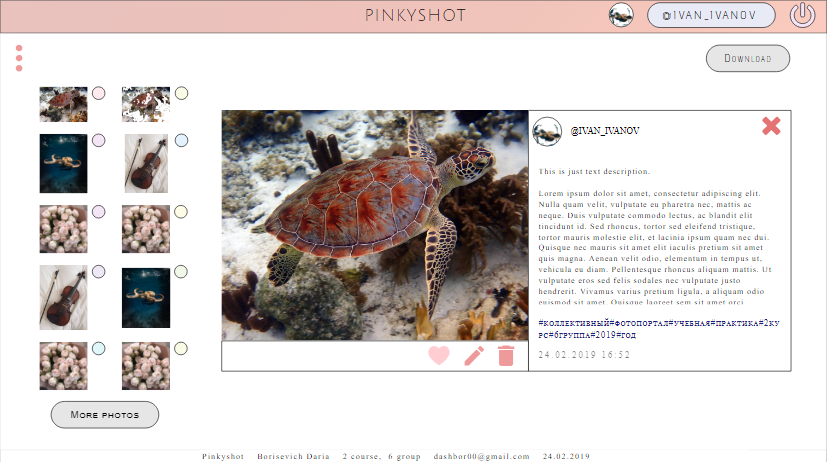 PINKYSHOT
@IVAN_IVANOV
Download
@IVAN_IVANOV
This is just text description.
Lorem ipsum dolor sit amet, consectetur adipiscing elit.
Nulla quam velit, vulputate eu pharetra nec, mattis ac
neque. Duis vulputate commodo lectus, ac blandit elit
tincidunt id. Sed rhoncus, tortor sed eleifend tristique,
tortor mauris molestie elit, et lacinia ipsum quam nec dui.
Quisque nec mauris sit amet elit iaculis pretium sit amet
quis magna. Aenean velit odio, elementum in tempus ut,
vehicula eu diam. Pellentesque rhoncus aliquam mattis. Ut
vulputate eros sed felis sodales nec vulputate justo
hendrerit. Vivamus varius pretium ligula, a aliquam odio
euismod sit amet. Quisque laoreet sem sit amet orci
#КОЛЛЕКТИВНЫЙ#ФОТОПОРТАЛ#УЧЕБНАЯ#ПРАКТИКА#2КУ
РС#6ГРУППА#2019#ГОД
24.02.2019 16:52
More photos
Pinkyshot Borisevich Daria 2 course, 6 group dashbor00@gmail.com 24.02.2019